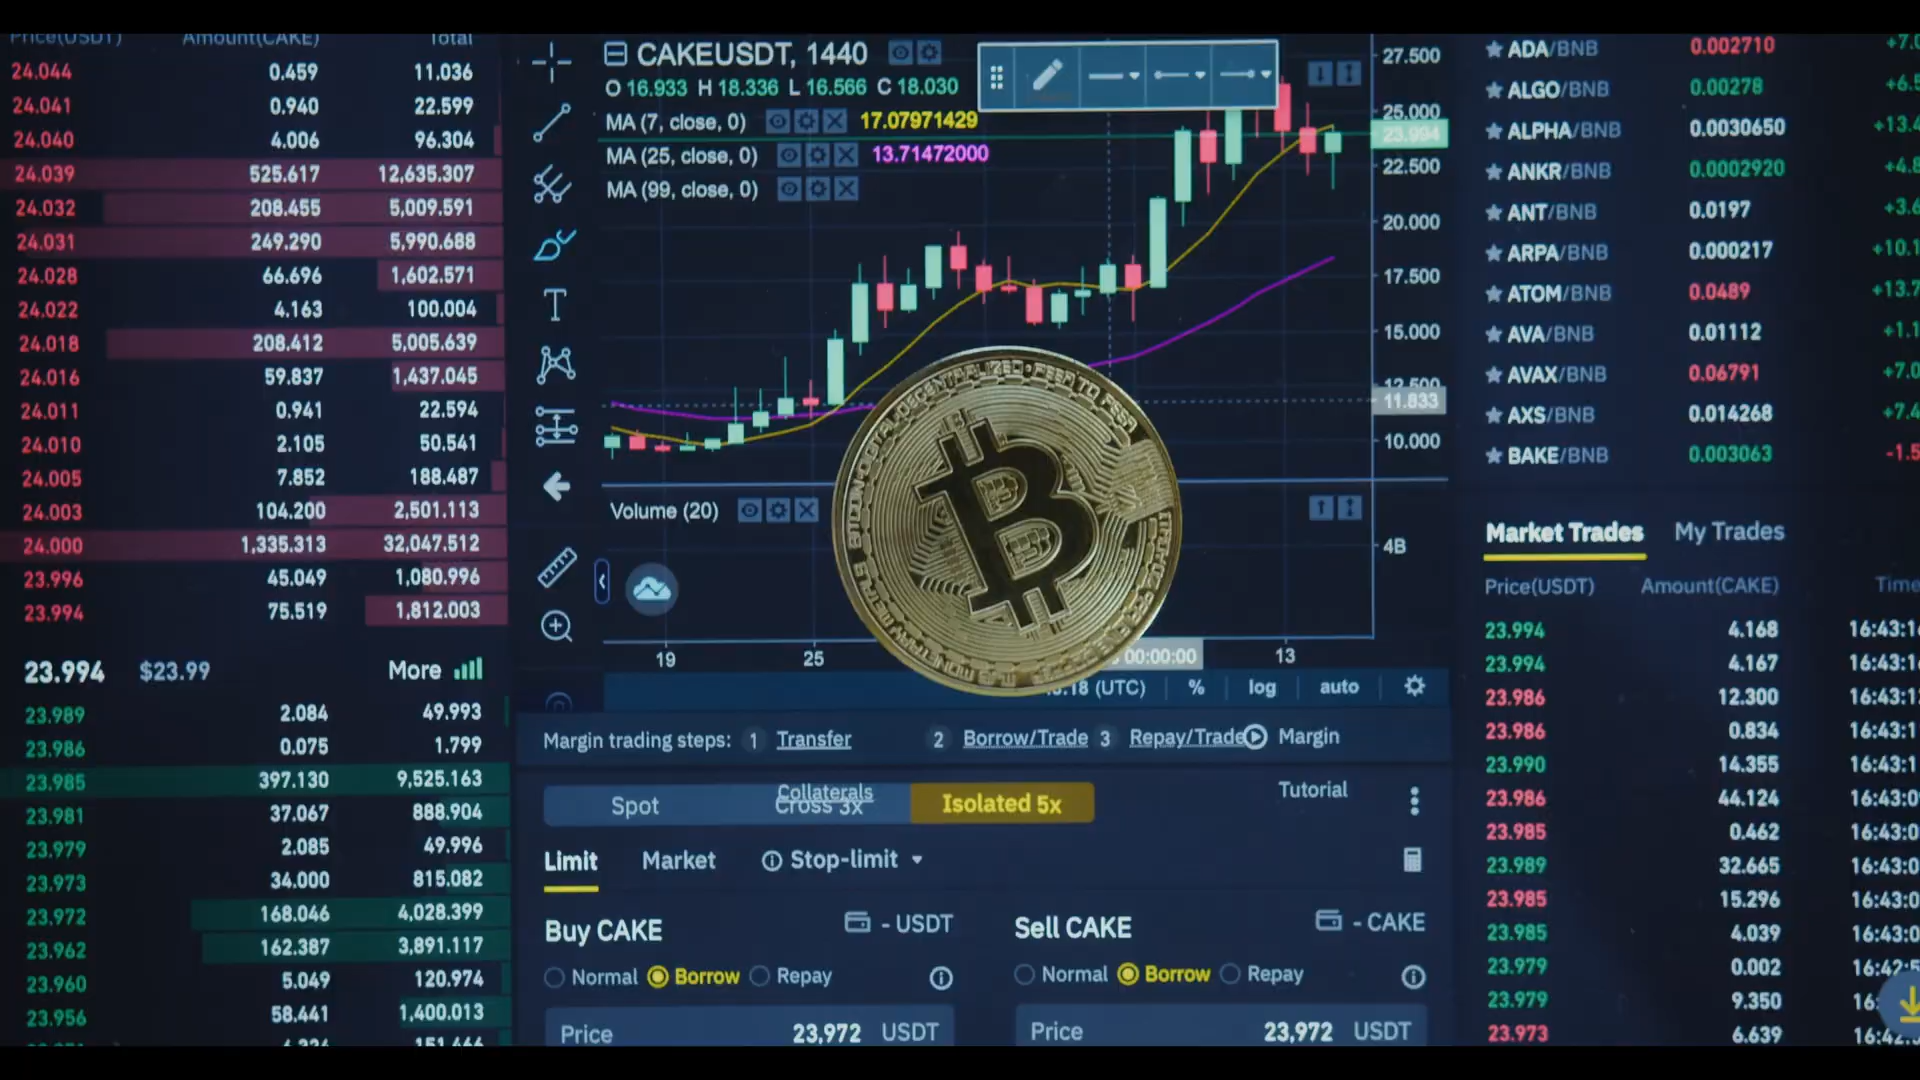 Price(USDT) Amount(CAKE) Total
24.044 0.459 11.036
24.041 0.940 22.599
24.040 4.006 96.304
24.039 525.617 12,635.307
24.032 208.455 5,009.591
24.031 249.290 5,990.688
24.028 66.696 1,602.571
24.022 4.163 100.004
24.018 208.412 5,005.639
24.016 59.837 1,437.045
24.011 0.941 22.594
24.010 2.105 50.541
24.005 7.852 188.487
24.003 104.200 2,501.113
24.000 1,335.313 32,047.512
23.996 45.049 1,080.996
23.994 75.519 1,812.003
23.994 $23.99 More
23.989 2.084 49.993
23.986 0.075 1.799
23.985 397.130 9,525.163
23.981 37.067 888.904
23.979 2.085 49.996
23.973 34.000 815.082
23.972 168.046 4,028.399
23.962 162.387 3,891.117
23.960 5.049 120.974
23.956 58.441 1,400.013
CAKEUSDT, 1440
O 16.933 H 18.336 L 16.566 C 18.030
MA (7, close, 0) 17.07971429
MA (25, close, 0) 13.71472000
MA (99, close, 0)
27.500
25.000
23.994
22.500
20.000
17.500
15.000
12.500
11.833
10.000
Volume (20)
4B
19 25 00:00:00 13
(UTC) % log auto
BITCOIN DIGITAL DECENTRALIZED PEER TO PEER
Margin trading steps: 1 Transfer 2 Borrow/Trade 3 Repay/Trade Margin
Collaterals Tutorial
Spot Cross 3x Isolated 5x
Limit Market Stop-limit
Buy CAKE - USDT
Normal Borrow Repay
Price 23,972 USDT
Sell CAKE - CAKE
Normal Borrow Repay
Price 23,972 USDT
ADA/BNB 0.002710
ALGO/BNB 0.00278
ALPHA/BNB 0.0030650
ANKR/BNB 0.0002920
ANT/BNB 0.0197
ARPA/BNB 0.000217
ATOM/BNB 0.0489
AVA/BNB 0.01112
AVAX/BNB 0.06791
AXS/BNB 0.014268
BAKE/BNB 0.003063
Market Trades My Trades
Price(USDT) Amount(CAKE) Time
23.994 4.168
23.994 4.167
23.986 12.300
23.986 0.834
23.990 14.355
23.986 44.124
23.985 0.462
23.989 32.665
23.985 15.296
23.985 4.039
23.979 0.002
23.979 9.350
23.973 6.639